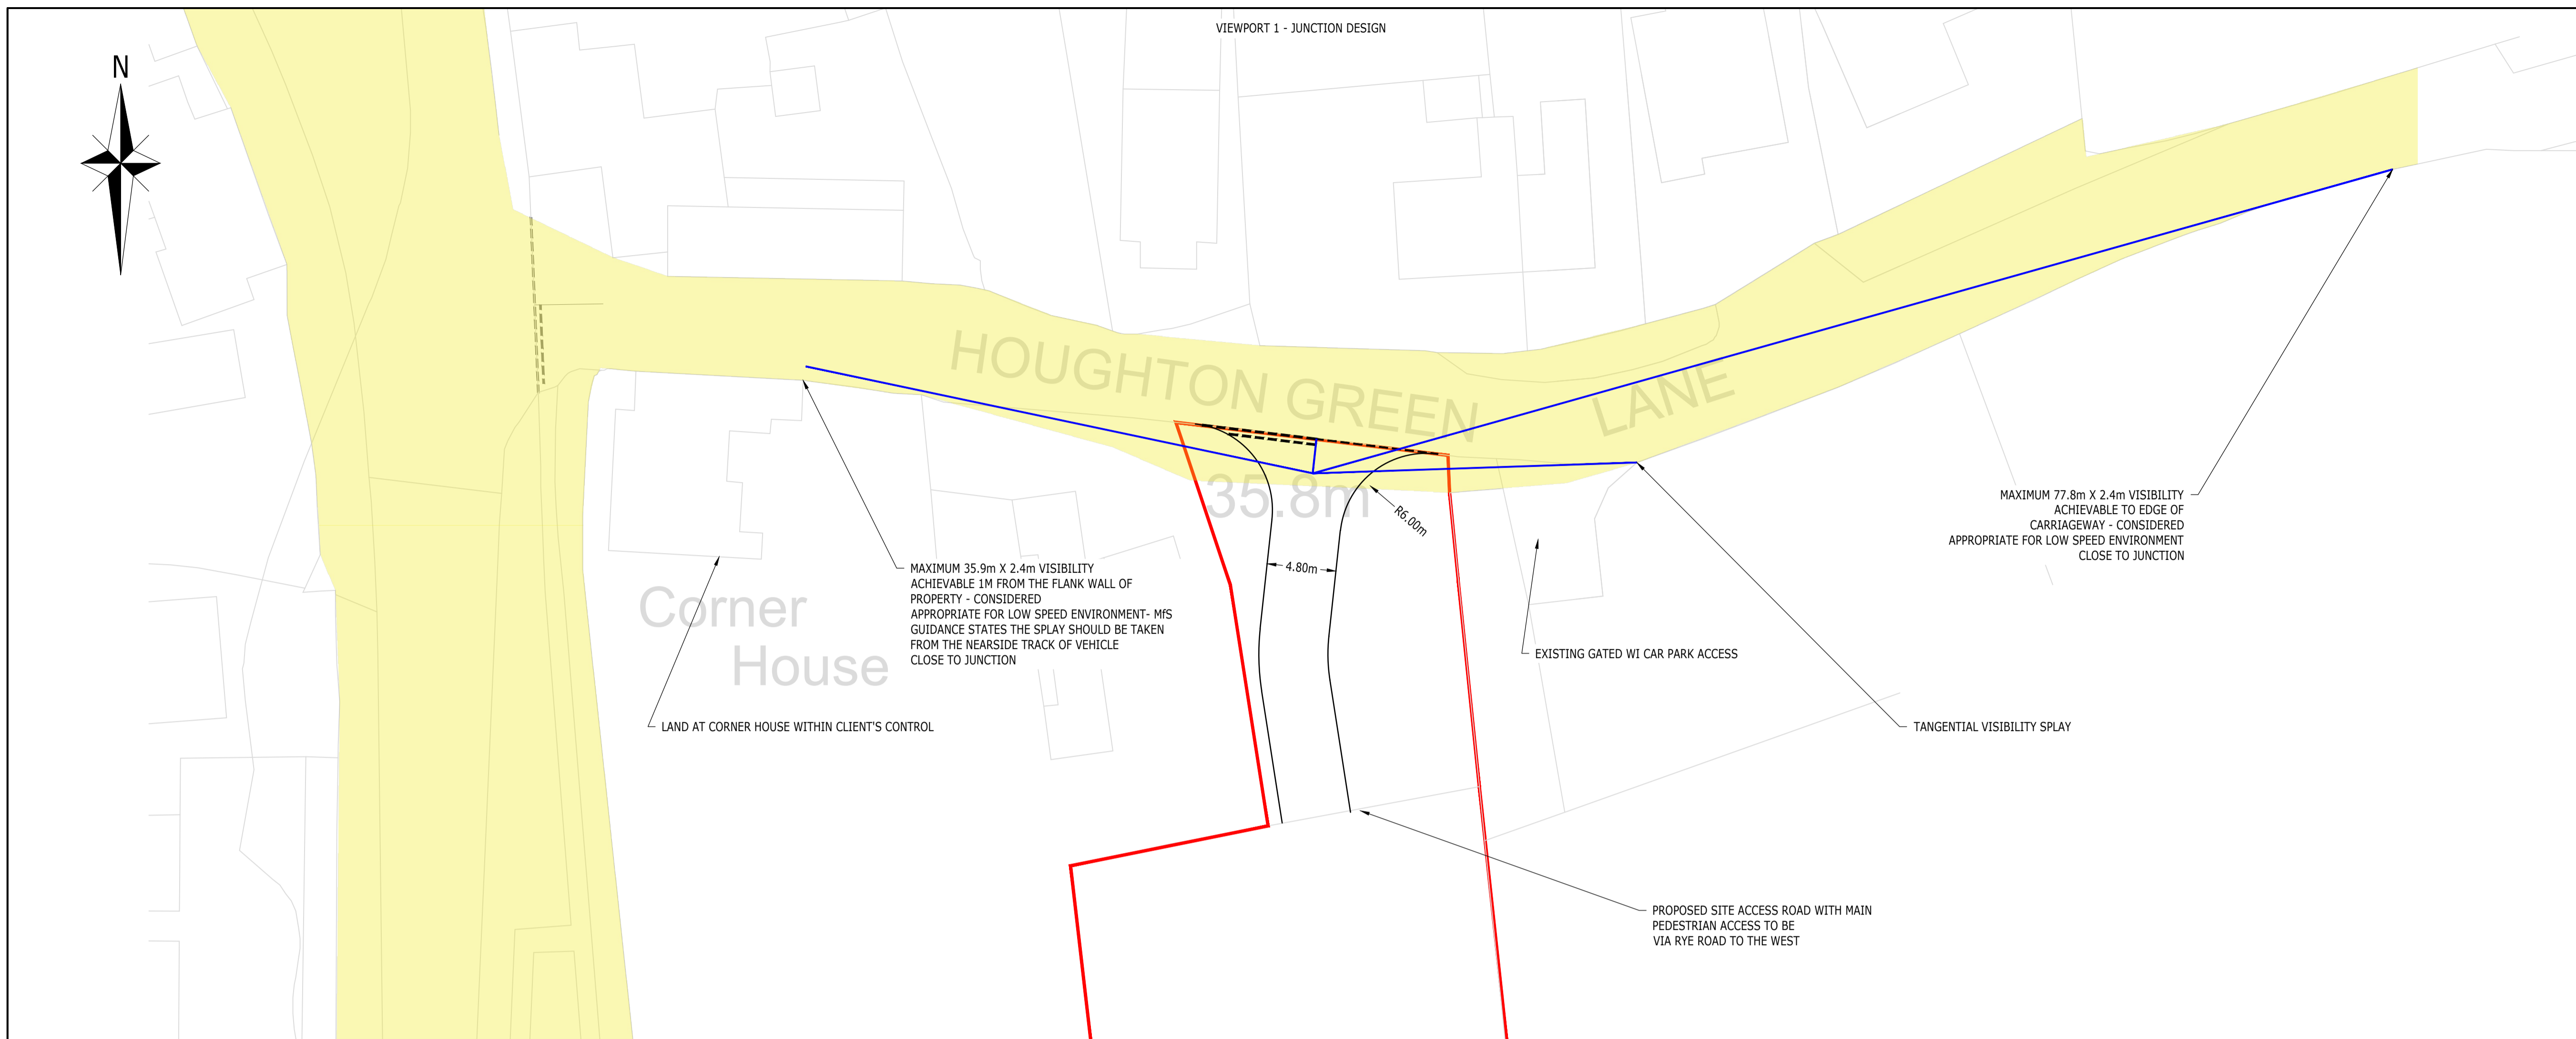 VIEWPORT 1 - JUNCTION DESIGN
N
HOUGHTON GREEN
LANE
35.8m
R6.00m
4.80m
MAXIMUM 77.8m X 2.4m VISIBILITY
ACHIEVABLE TO EDGE OF
CARRIAGEWAY - CONSIDERED
APPROPRIATE FOR LOW SPEED ENVIRONMENT
CLOSE TO JUNCTION
MAXIMUM 35.9m X 2.4m VISIBILITY
ACHIEVABLE 1M FROM THE FLANK WALL OF
PROPERTY - CONSIDERED
APPROPRIATE FOR LOW SPEED ENVIRONMENT- MfS
GUIDANCE STATES THE SPLAY SHOULD BE TAKEN
FROM THE NEARSIDE TRACK OF VEHICLE
CLOSE TO JUNCTION
Corner
House
EXISTING GATED WI CAR PARK ACCESS
LAND AT CORNER HOUSE WITHIN CLIENT'S CONTROL
TANGENTIAL VISIBILITY SPLAY
PROPOSED SITE ACCESS ROAD WITH MAIN
PEDESTRIAN ACCESS TO BE
VIA RYE ROAD TO THE WEST